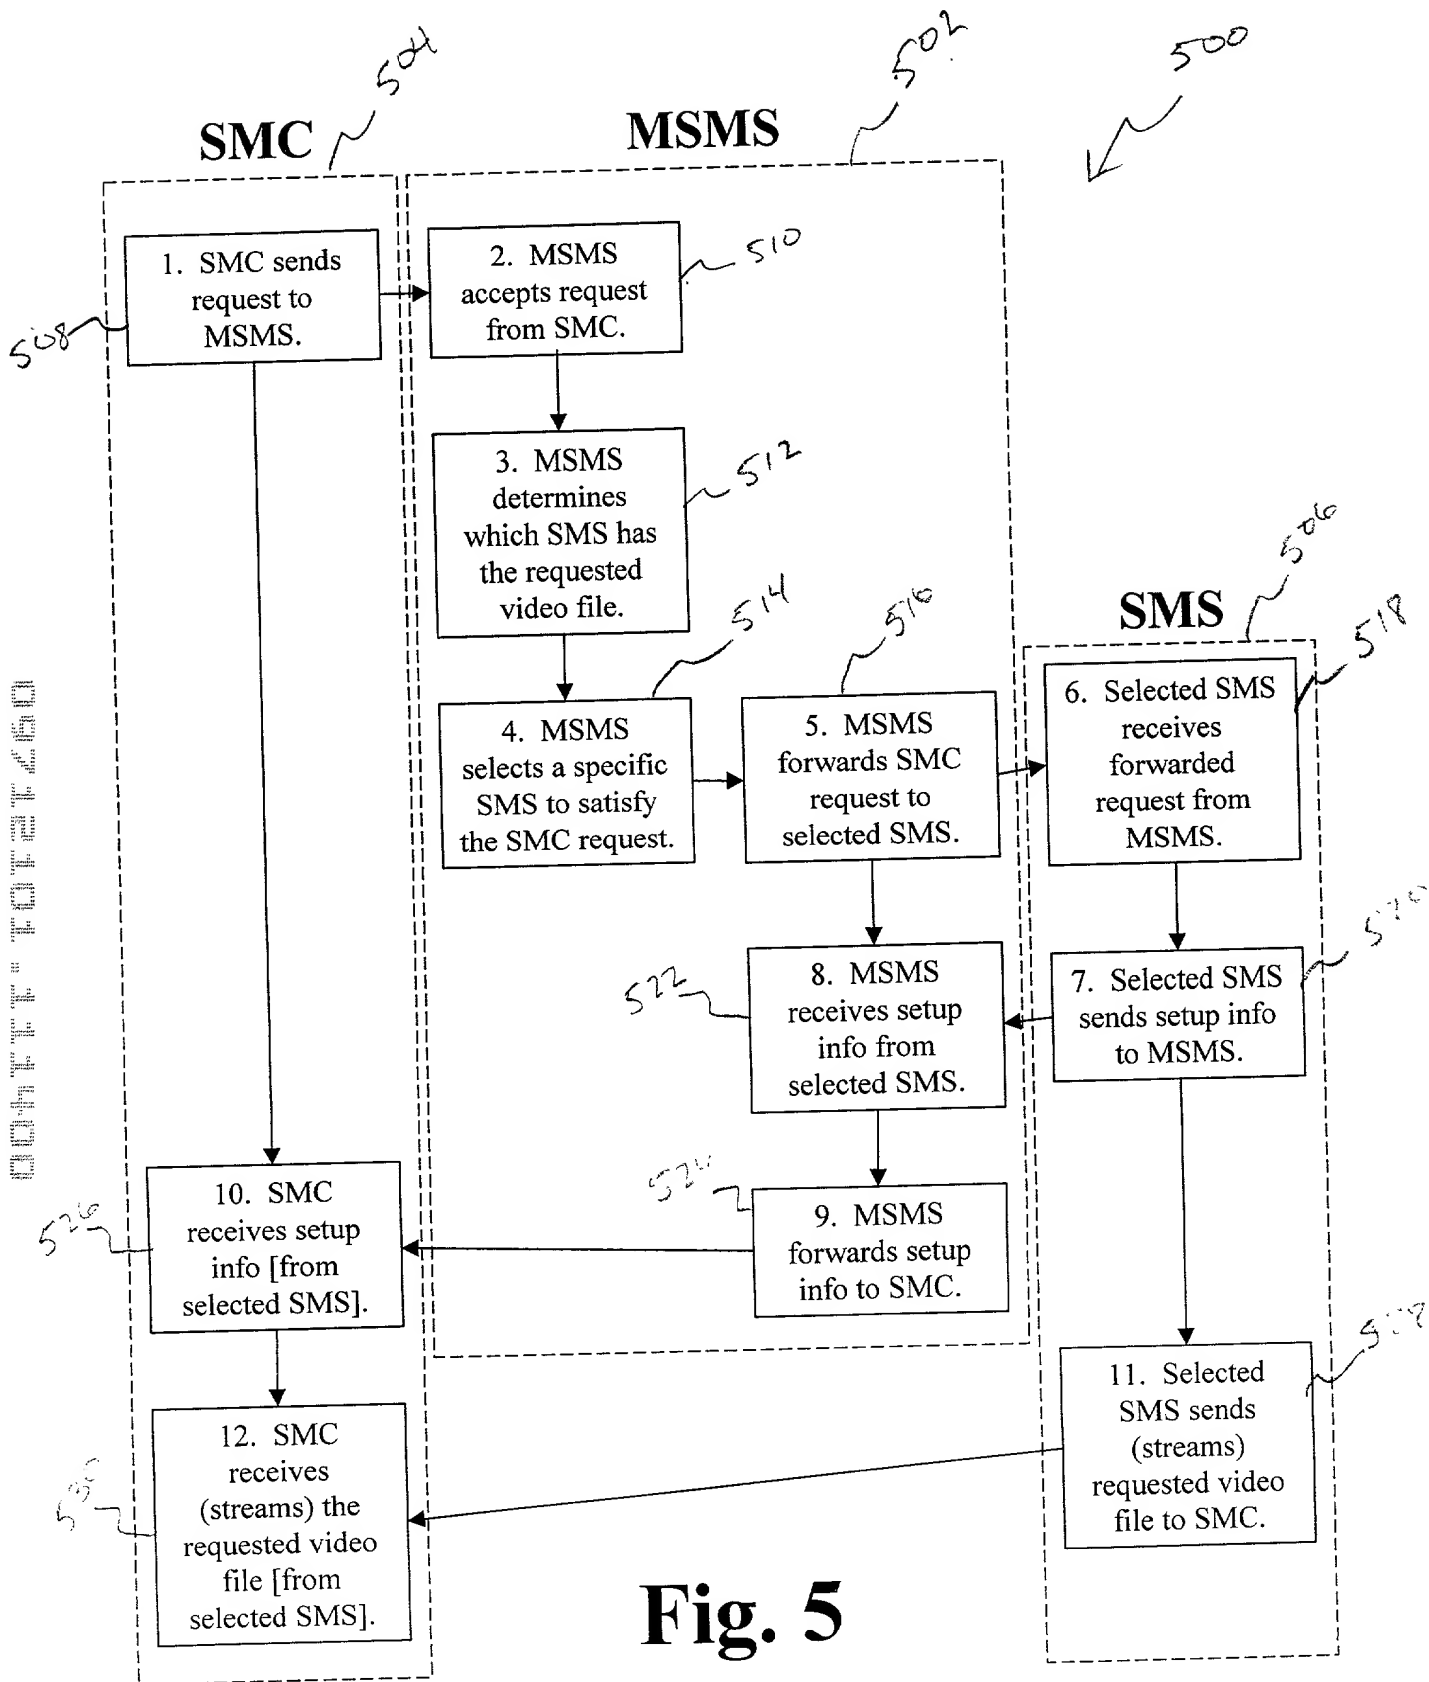 504
502
500
SMC
MSMS
1. SMC sends
request to
MSMS.
508
2. MSMS
accepts request
from SMC.
510
3. MSMS
determines
which SMS has
the requested
video file.
512
514
516
506
SMS
518
4. MSMS
selects a specific
SMS to satisfy
the SMC request.
5. MSMS
forwards SMC
request to
selected SMS.
6. Selected SMS
receives
forwarded
request from
MSMS.
520
522
8. MSMS
receives setup
info from
selected SMS.
7. Selected SMS
sends setup info
to MSMS.
524
526
10. SMC
receives setup
info [from
selected SMS].
9. MSMS
forwards setup
info to SMC.
11. Selected
SMS sends
(streams)
requested video
file to SMC.
530
12. SMC
receives
(streams) the
requested video
file [from
selected SMS].
Fig. 5